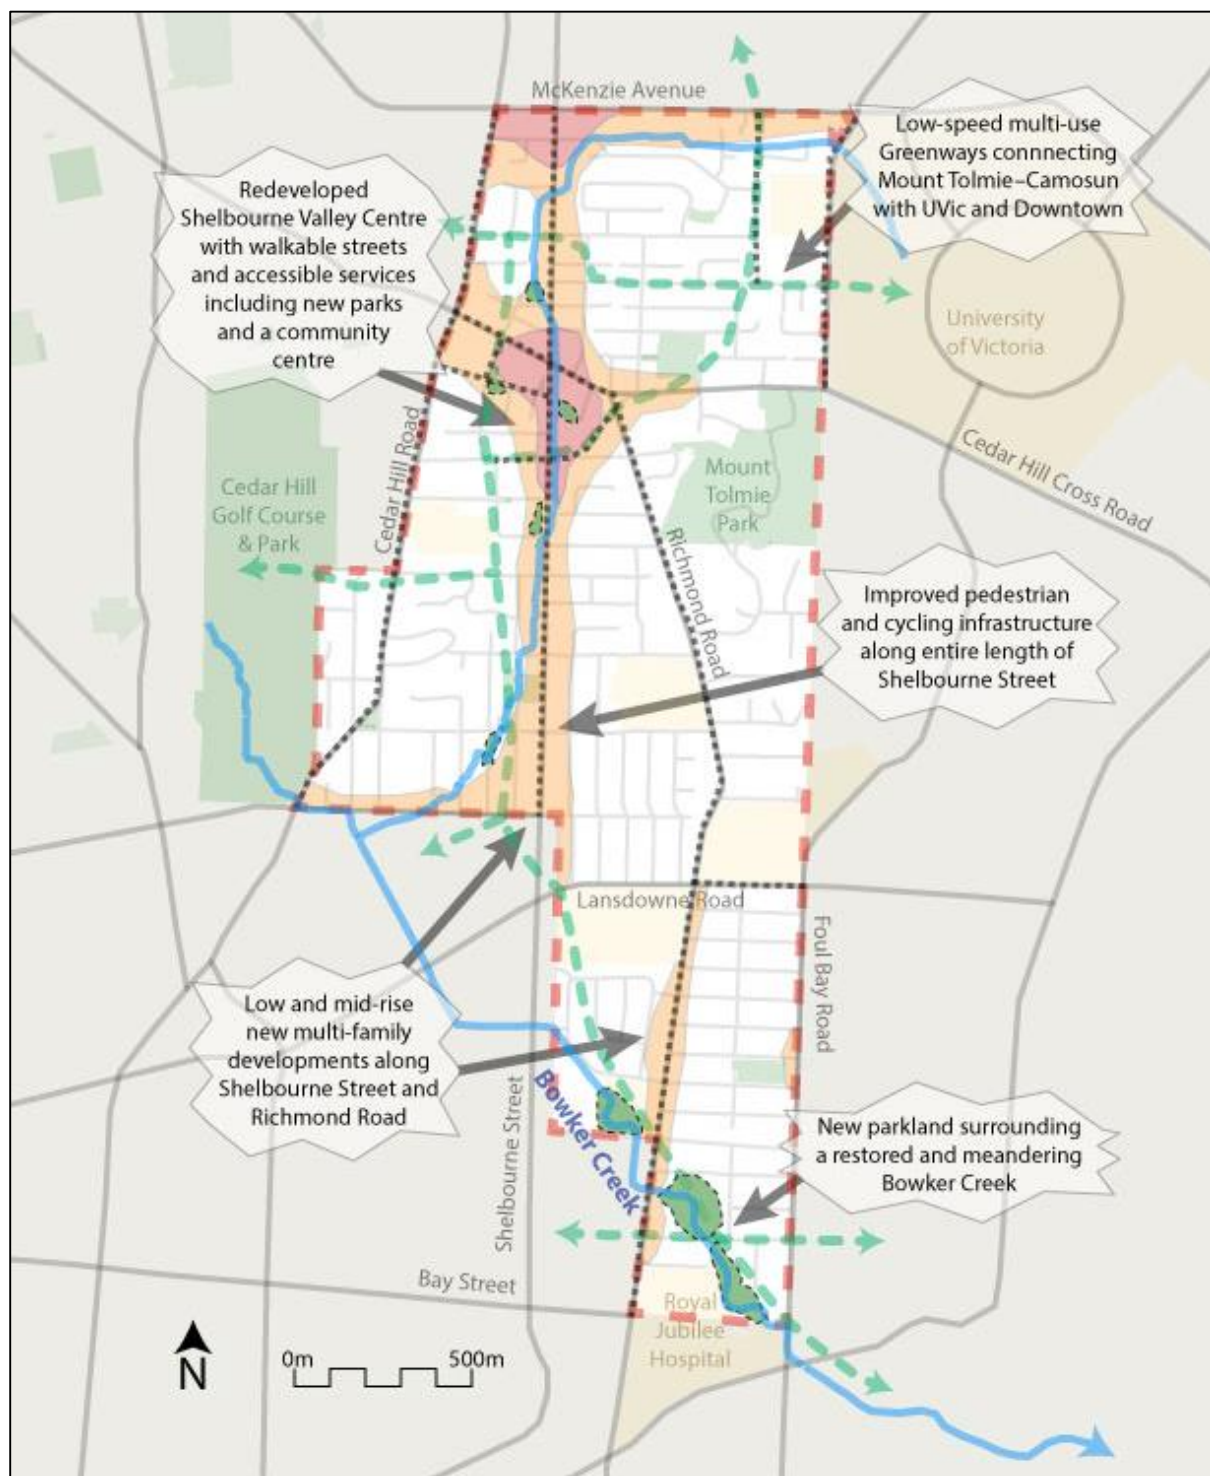 McKenzie Avenue
Low-speed multi-use
Greenways connnecting
Mount Tolmie–Camosun
with UVic and Downtown
Redeveloped
Shelbourne Valley Centre
with walkable streets
and accessible services
including new parks
and a community
centre
University
of Victoria
Cedar Hill Cross Road
Cedar Hill Road
Cedar Hill
Golf Course
& Park
Mount
Tolmie
Park
Richmond Road
Improved pedestrian
and cycling infrastructure
along entire length of
Shelbourne Street
Lansdowne Road
Foul Bay Road
Low and mid-rise
new multi-family
developments along
Shelbourne Street and
Richmond Road
Bowker Creek
Shelbourne Street
New parkland surrounding
a restored and meandering
Bowker Creek
Bay Street
Royal
Jubilee
Hospital
N
0m 500m